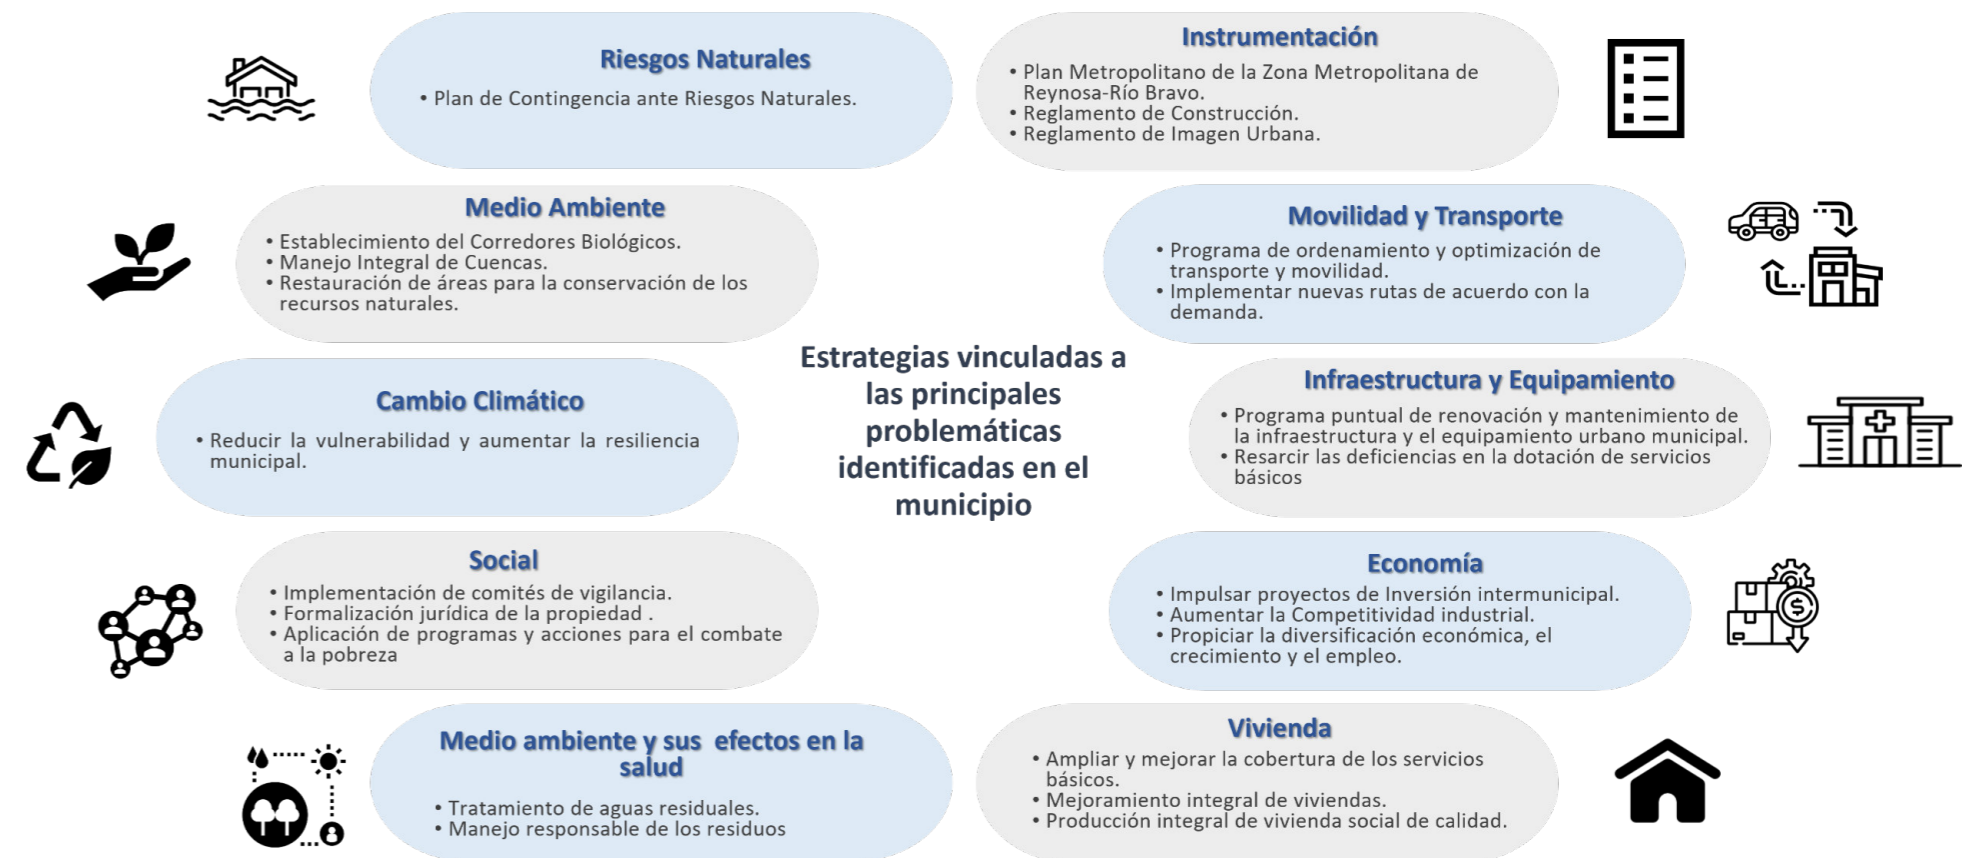 Riesgos Naturales
• Plan de Contingencia ante Riesgos Naturales.
Instrumentación
• Plan Metropolitano de la Zona Metropolitana de
Reynosa-Río Bravo.
• Reglamento de Construcción.
• Reglamento de Imagen Urbana.
Medio Ambiente
• Establecimiento del Corredores Biológicos.
• Manejo Integral de Cuencas.
• Restauración de áreas para la conservación de los
recursos naturales.
Movilidad y Transporte
• Programa de ordenamiento y optimización de
transporte y movilidad.
• Implementar nuevas rutas de acuerdo con la
demanda.
Estrategias vinculadas a
las principales
problemáticas
identificadas en el
municipio
Cambio Climático
• Reducir la vulnerabilidad y aumentar la resiliencia
municipal.
Infraestructura y Equipamiento
• Programa puntual de renovación y mantenimiento de
la infraestructura y el equipamiento urbano municipal.
• Resarcir las deficiencias en la dotación de servicios
básicos
Social
• Implementación de comités de vigilancia.
• Formalización jurídica de la propiedad .
• Aplicación de programas y acciones para el combate
a la pobreza
Economía
• Impulsar proyectos de Inversión intermunicipal.
• Aumentar la Competitividad industrial.
• Propiciar la diversificación económica, el
crecimiento y el empleo.
Medio ambiente y sus efectos en la
salud
• Tratamiento de aguas residuales.
• Manejo responsable de los residuos
Vivienda
• Ampliar y mejorar la cobertura de los servicios
básicos.
• Mejoramiento integral de viviendas.
• Producción integral de vivienda social de calidad.